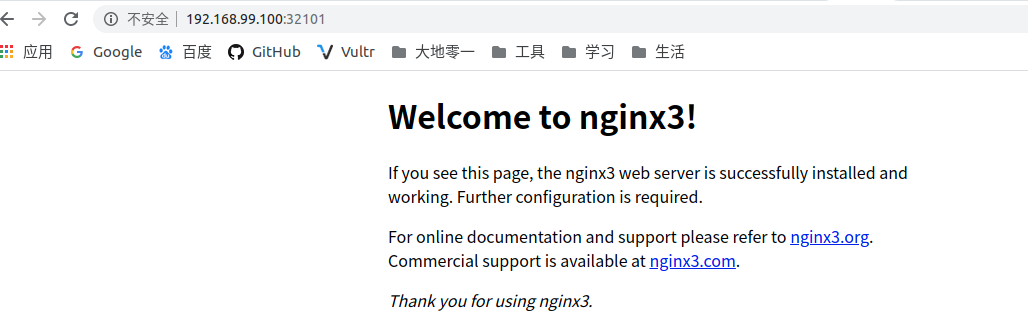 不安全 192.168.99.100:32101
应用 Google 百度 GitHub Vultr 大地零一 工具 学习 生活
Welcome to nginx3!
If you see this page, the nginx3 web server is successfully installed and
working. Further configuration is required.
For online documentation and support please refer to nginx3.org.
Commercial support is available at nginx3.com.
Thank you for using nginx3.